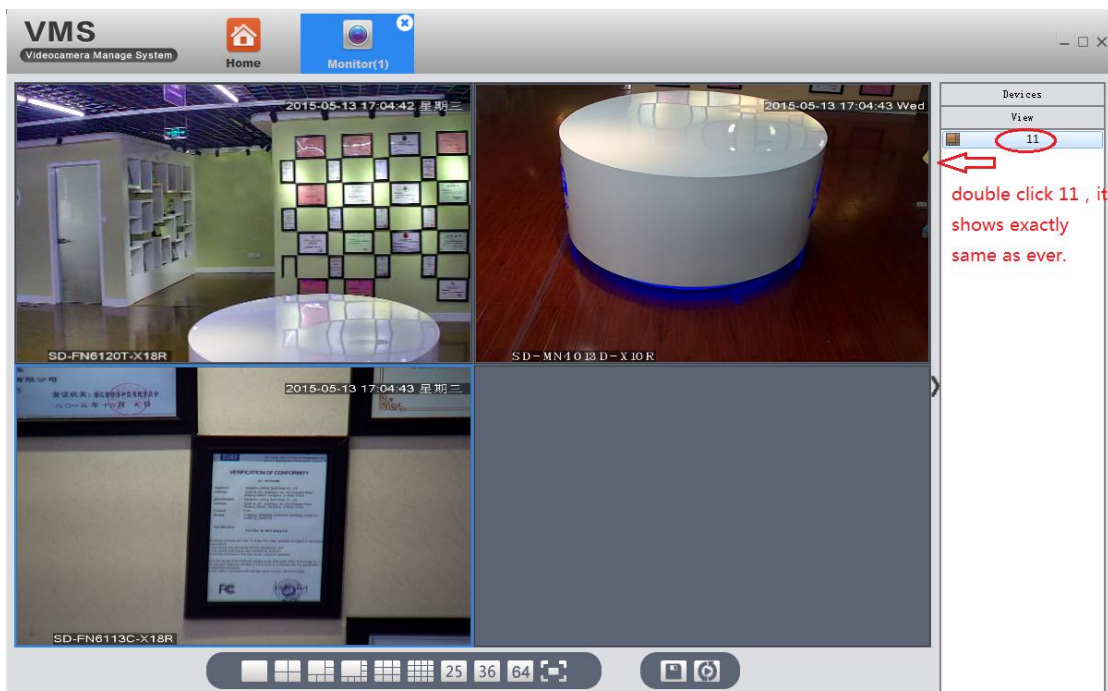 VMS
Videocamera Manage System
Home
Monitor(1)
2015-05-13 17:04:42 星期三
SD-FN6120T-X18R
2015-05-13 17:04:43 Wed
SD-MN4013D-X10R
2015-05-13 17:04:43 星期三
VERIFICATION OF CONFORMITY
FC
SD-FN6113C-X18R
Devices
View
11
double click 11 , it
shows exactly
same as ever.
25 36 64